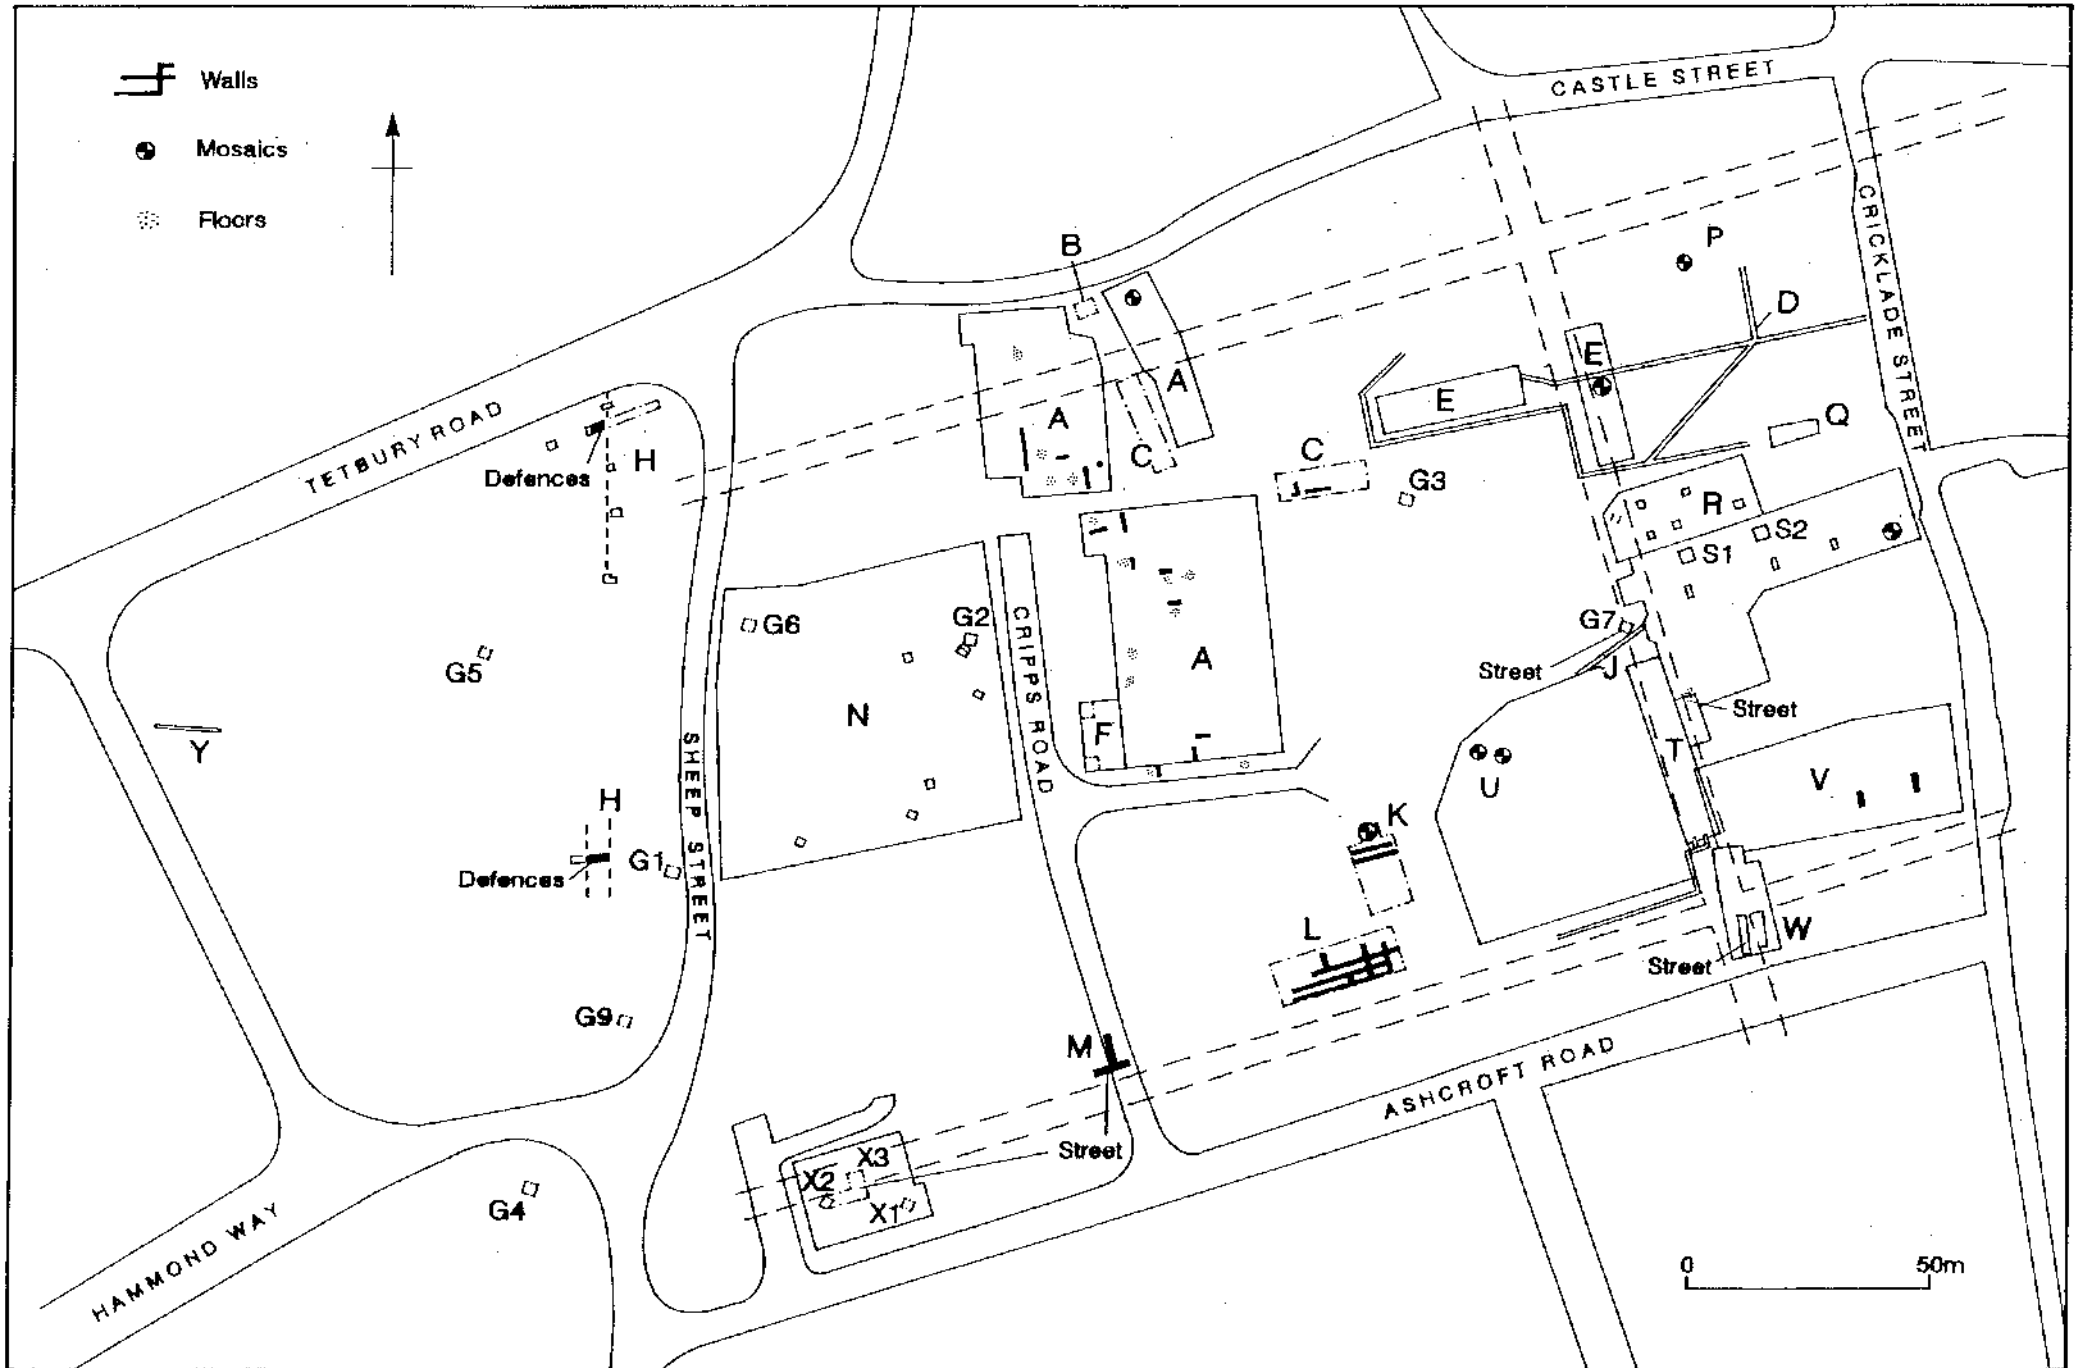 Walls
Mosaics
Floors
CASTLE STREET
CRICKLADE STREET
TETBURY ROAD
SHEEP STREET
CRIPPS ROAD
HAMMOND WAY
ASHCROFT ROAD
B
P
D
A
E
E
A
C
C
Q
H
Defences
G3
R
S1
S2
G6
G2
G7
G5
A
J
Street
N
F
Street
Y
T
U
V
H
K
G1
Defences
L
W
Street
G9
M
Street
X3
X2
X1
G4
0
50m